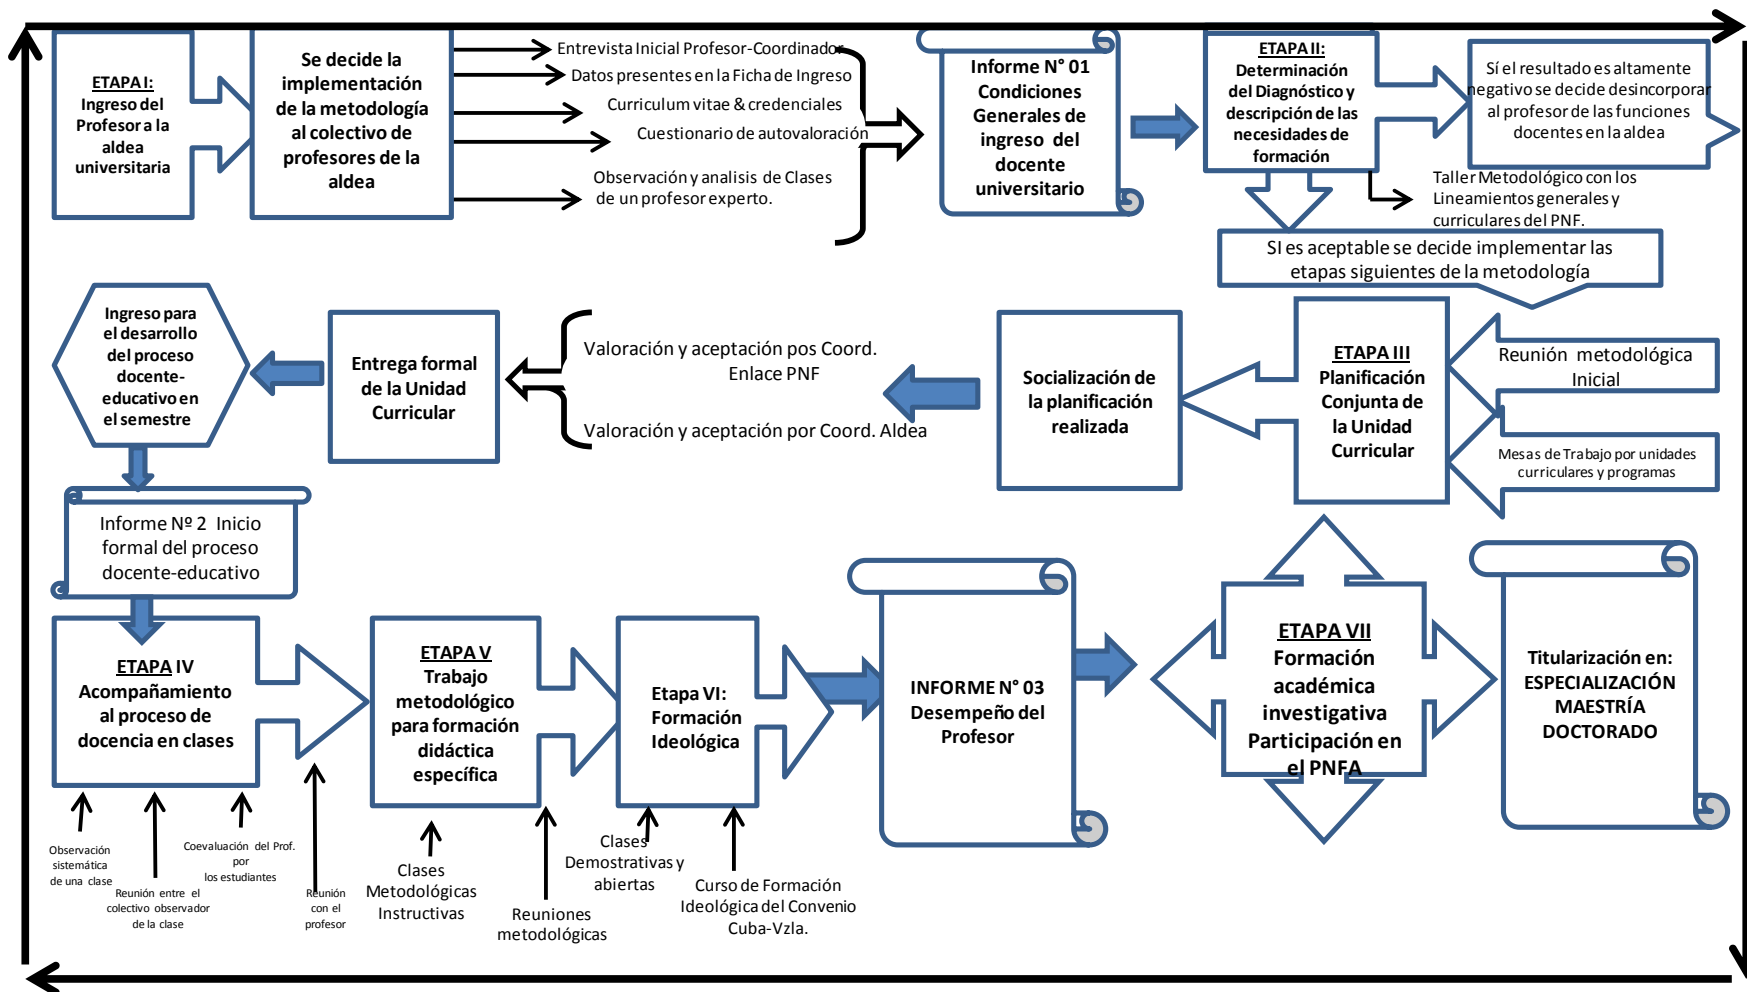 ETAPA I:
Ingreso del
Profesor a la
aldea
universitaria
Se decide la
implementación
de la metodología
al colectivo de
profesores de la
aldea
Entrevista Inicial Profesor-Coordinador
Datos presentes en la Ficha de Ingreso
Curriculum vitae & credenciales
Cuestionario de autovaloración
Observación y analisis de Clases
de un profesor experto.
Informe N° 01
Condiciones
Generales de
ingreso del
docente
universitario
ETAPA II:
Determinación
del Diagnóstico y
descripción de las
necesidades de
formación
Sí el resultado es altamente
negativo se decide desincorporar
al profesor de las funciones
docentes en la aldea
Taller Metodológico con los
Lineamientos generales y
curriculares del PNF.
SI es aceptable se decide implementar las
etapas siguientes de la metodología
Reunión metodológica
Inicial
Mesas de Trabajo por unidades
curriculares y programas
ETAPA III
Planificación
Conjunta de
la Unidad
Curricular
Socialización de
la planificación
realizada
Valoración y aceptación pos Coord.
Enlace PNF
Valoración y aceptación por Coord. Aldea
Entrega formal
de la Unidad
Curricular
Ingreso para
el desarrollo
del proceso
docente-
educativo en
el semestre
Informe Nº 2 Inicio
formal del proceso
docente-educativo
ETAPA IV
Acompañamiento
al proceso de
docencia en clases
Observación
sistemática
de una clase
Reunión entre el
colectivo observador
de la clase
Coevaluación del Prof.
por
los estudiantes
Reunión
con el
profesor
ETAPA V
Trabajo
metodológico
para formación
didáctica
específica
Clases
Metodológicas
Instructivas
Reuniones
metodológicas
Etapa VI:
Formación
Ideológica
Clases
Demostrativas y
abiertas
Curso de Formación
Ideológica del Convenio
Cuba-Vzla.
INFORME N° 03
Desempeño del
Profesor
ETAPA VII
Formación
académica
investigativa
Participación en
el PNFA
Titularización en:
ESPECIALIZACIÓN
MAESTRÍA
DOCTORADO